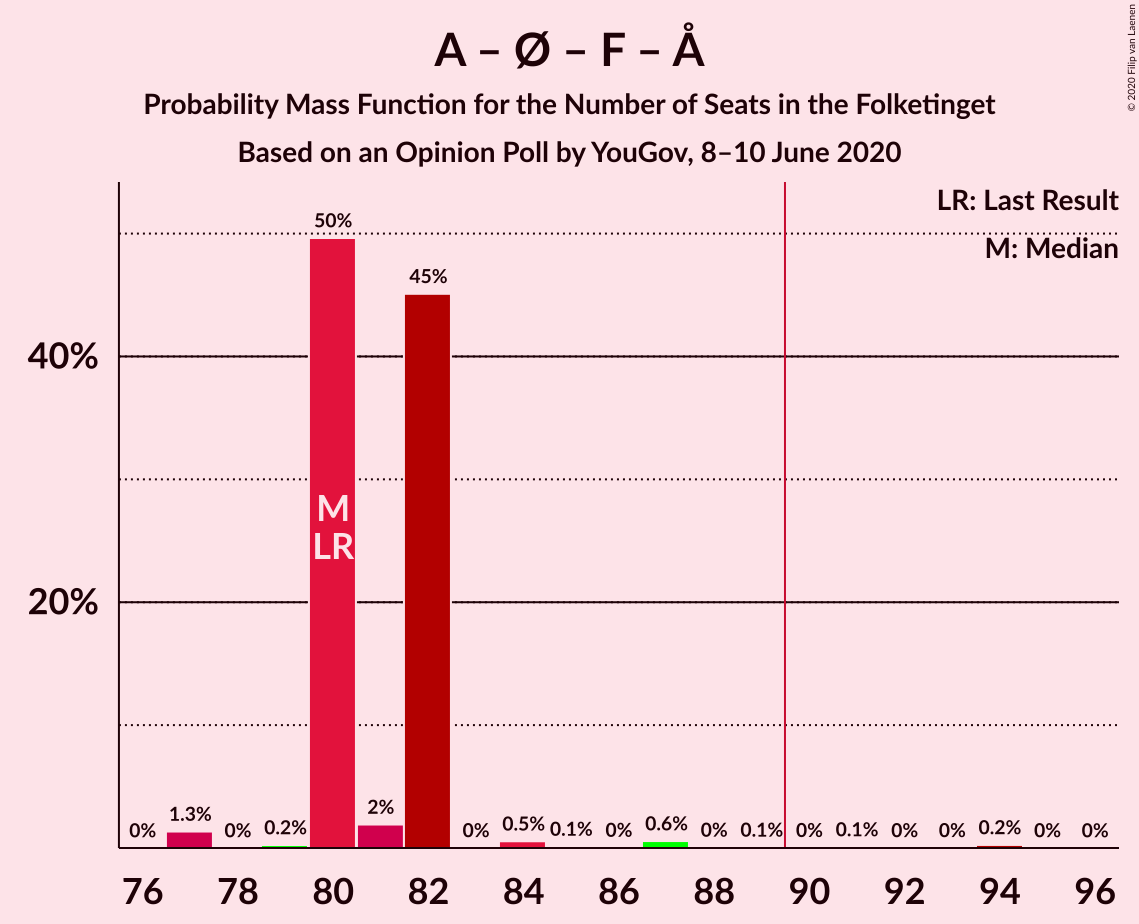 A – Ø – F – Å
Probability Mass Function for the Number of Seats in the Folketinget
Based on an Opinion Poll by YouGov, 8–10 June 2020
© 2020 Filip van Laenen
LR: Last Result
M: Median
50%
45%
40%
M
LR
20%
0% 1.3% 0% 0.2% 2% 0% 0.5% 0.1% 0% 0.6% 0% 0.1% 0% 0.1% 0% 0% 0.2% 0% 0%
76 78 80 82 84 86 88 90 92 94 96